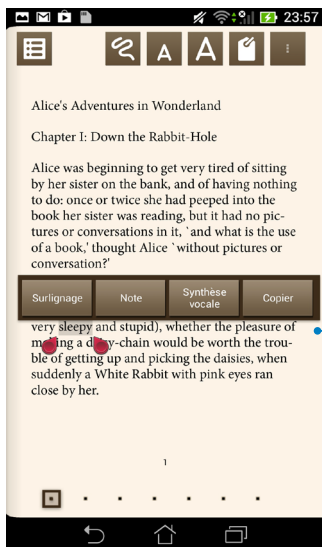 23:57
A A
Alice's Adventures in Wonderland
Chapter I: Down the Rabbit-Hole
Alice was beginning to get very tired of sitting
by her sister on the bank, and of having nothing
to do: once or twice she had peeped into the
book her sister was reading, but it had no pic-
tures or conversations in it, `and what is the use
of a book,' thought Alice `without pictures or
conversation?'
Surlignage Note Synthèse vocale Copier
very sleepy and stupid), whether the pleasure of
a would be worth the trou-
ble of getting up and picking the daisies, when
suddenly a White Rabbit with pink eyes ran
close by her.
1